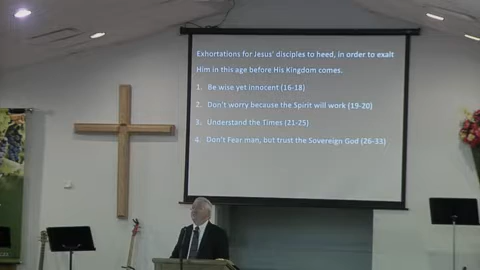 Exhortations for Jesus' disciples to heed, in order to exalt
Him in this age before His Kingdom comes.
1. Be wise yet innocent (16-18)
2. Don't worry because the Spirit will work (19-20)
3. Understand the Times (21-25)
4. Don't Fear man, but trust the Sovereign God (26-33)